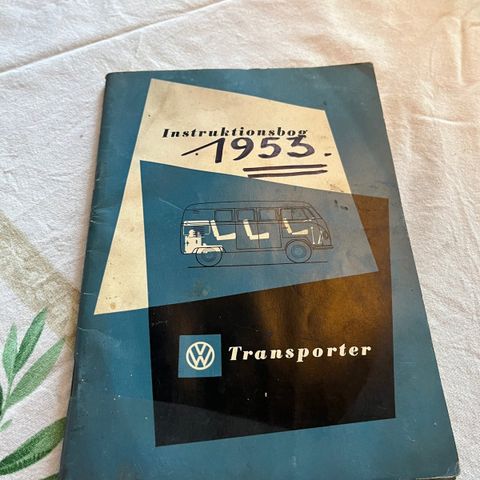 Instruktionsbog
1953.
VW Transporter